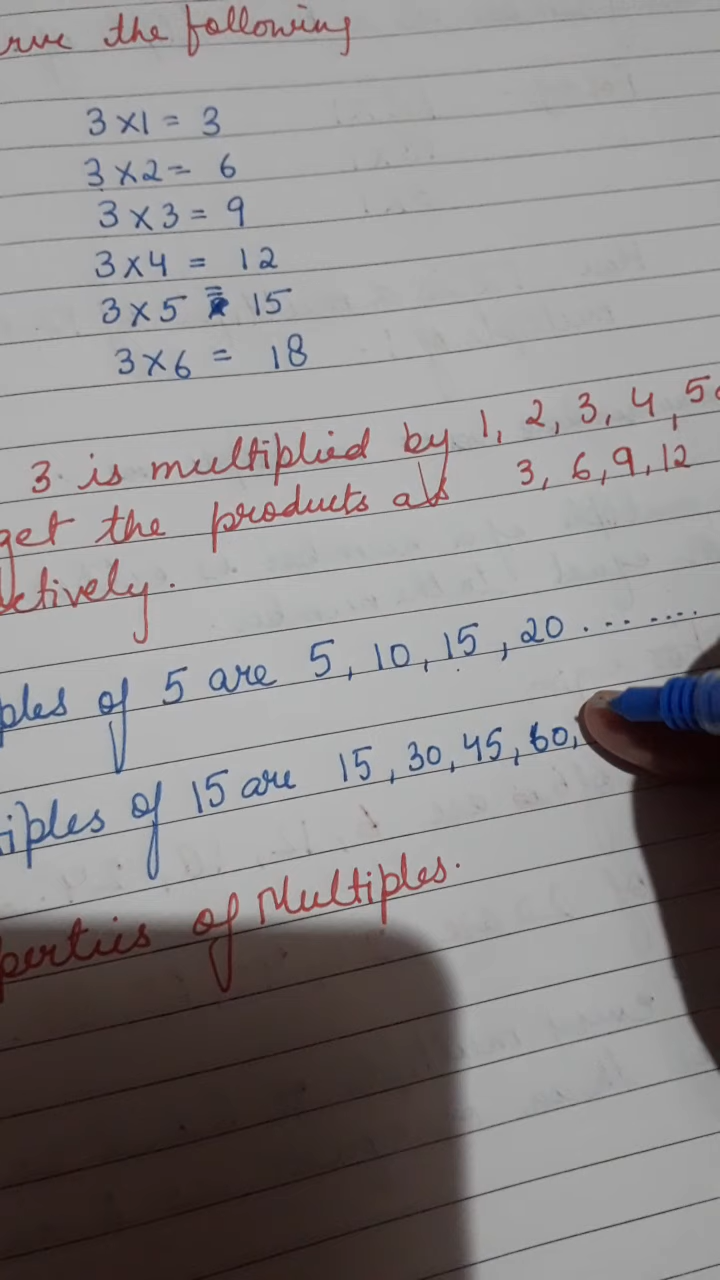 rve the following
3 × 1 = 3
3 × 2 = 6
3 × 3 = 9
3 × 4 = 12
3 × 5 = 15
3 × 6 = 18
3 is multiplied by 1, 2, 3, 4, 5
get the products as 3, 6, 9, 12
ctively.
ples of 5 are 5, 10, 15, 20 .......
iples of 15 are 15, 30, 45, 60,
perties of Multiples.